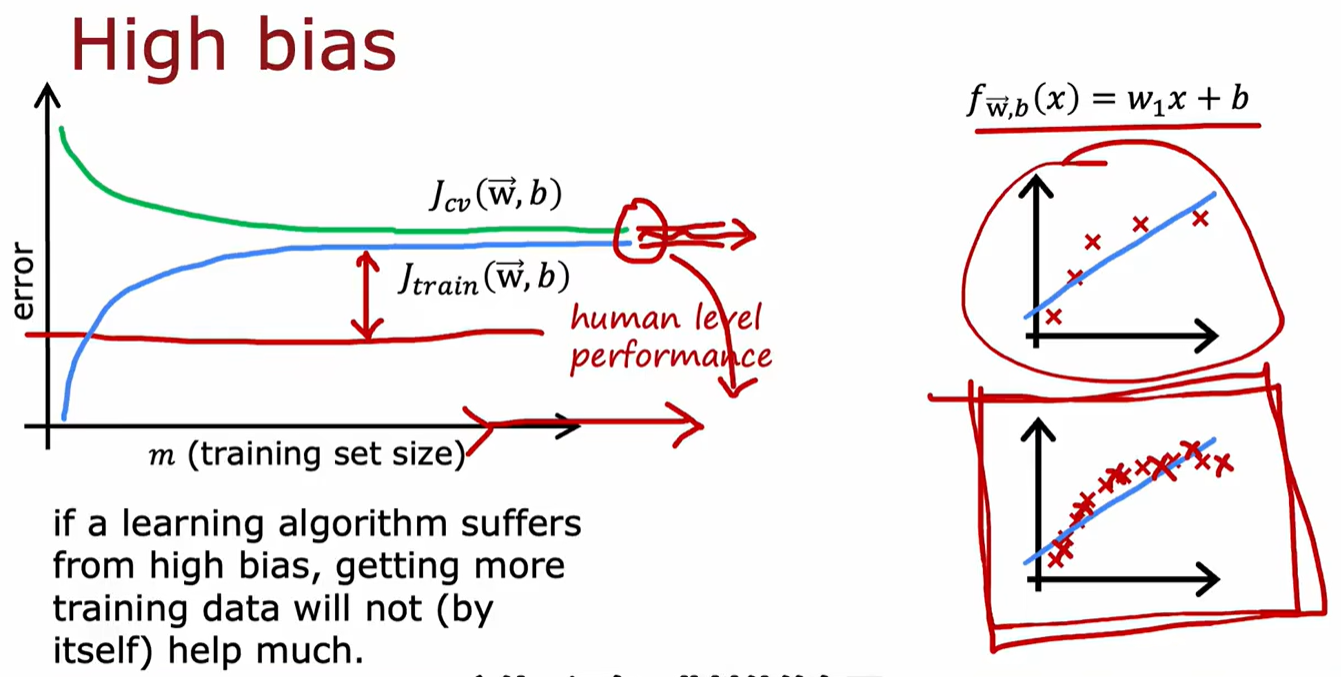 High bias
f_{\vec{w},b}(x) = w₁x + b
J_{cv}(\vec{w}, b)
J_{train}(\vec{w}, b)
human level
performance
error
m (training set size)
if a learning algorithm suffers
from high bias, getting more
training data will not (by
itself) help much.